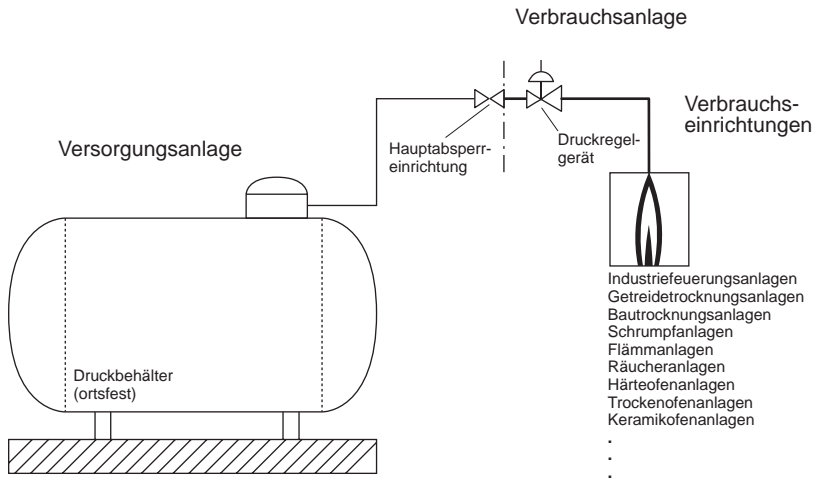 Verbrauchsanlage
Versorgungsanlage
Hauptabsperr-
einrichtung
Druckregel-
gerät
Verbrauchs-
einrichtungen
Druckbehälter
(ortsfest)
Industriefeuerungsanlagen
Getreidetrocknungsanlagen
Bautrocknungsanlagen
Schrumpfanlagen
Flämmanlagen
Räucheranlagen
Härteofenanlagen
Trockenofenanlagen
Keramikofenanlagen
.
.
.